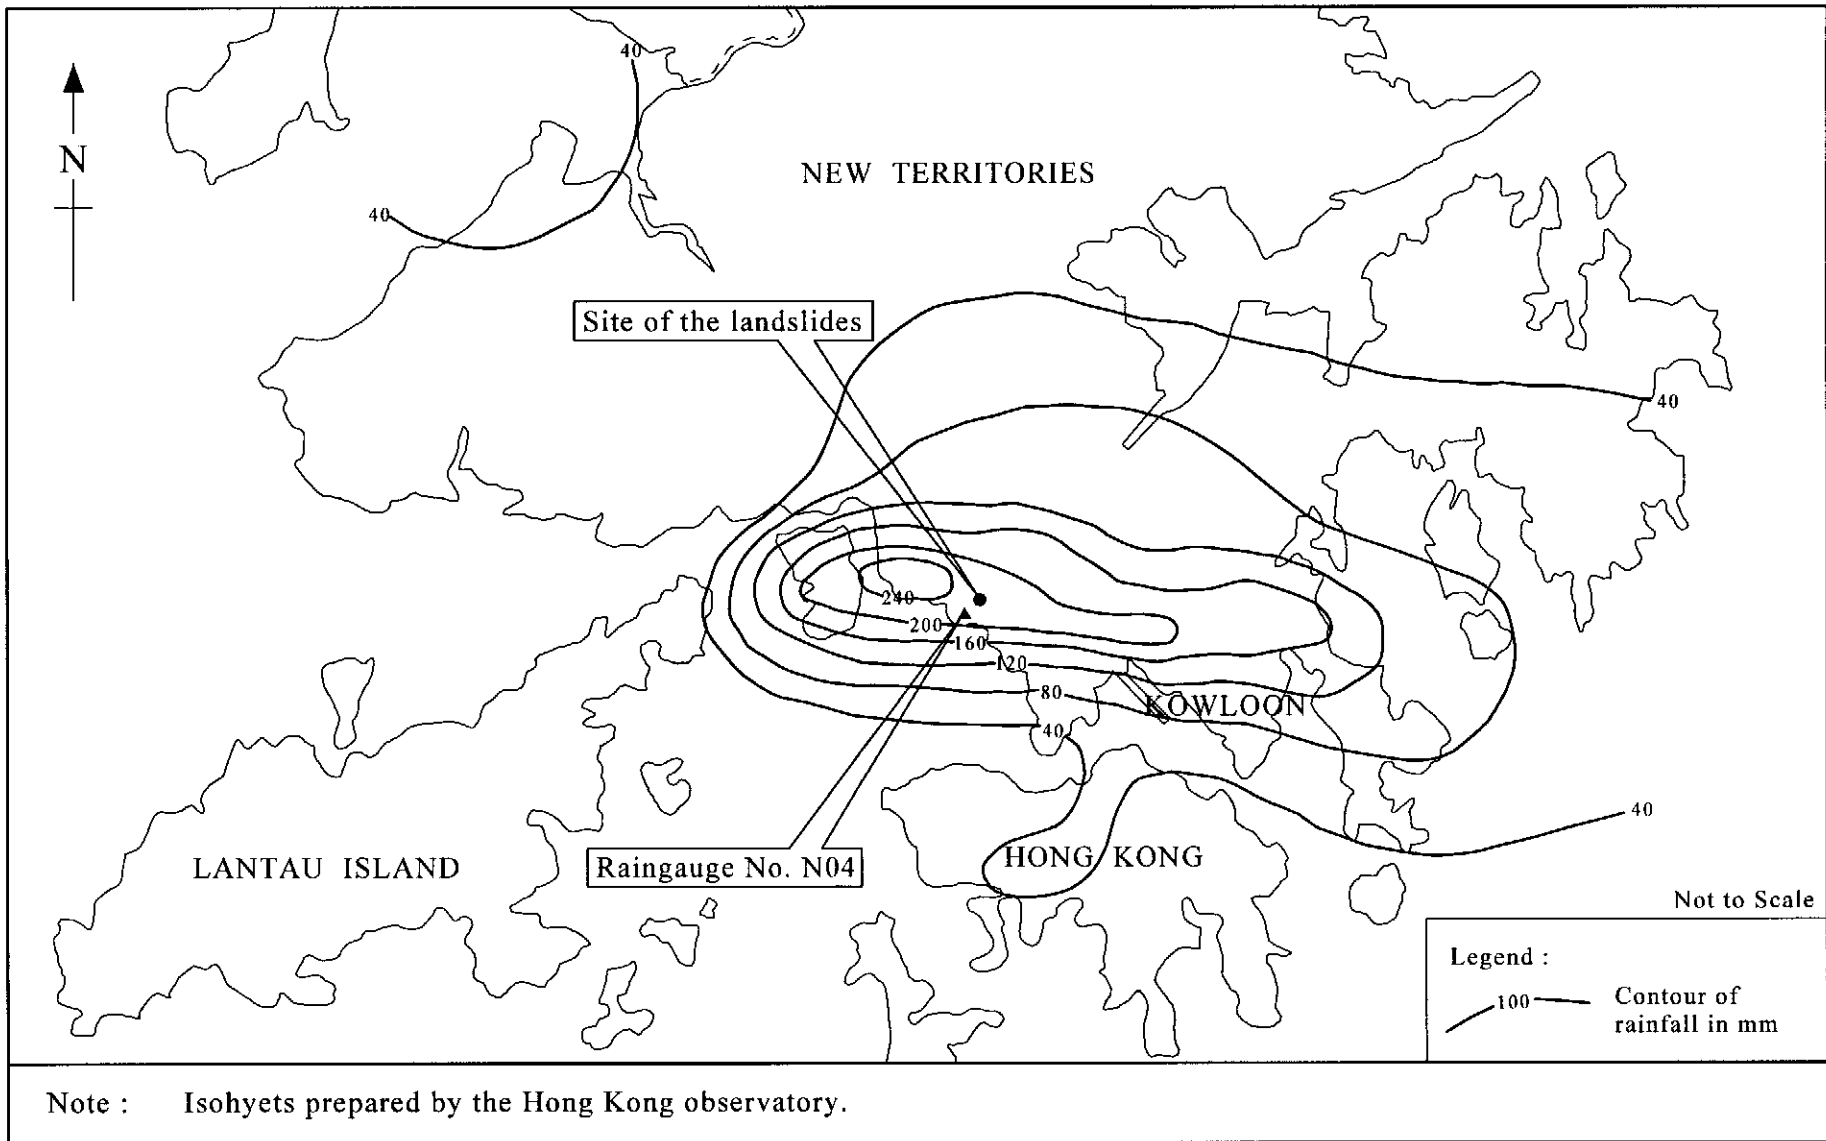 40
N
NEW TERRITORIES
40
Site of the landslides
40
240
200
160
120
80
KOWLOON
40
40
HONG KONG
Raingauge No. N04
LANTAU ISLAND
Not to Scale
Legend :
100
Contour of
rainfall in mm
Note : Isohyets prepared by the Hong Kong observatory.